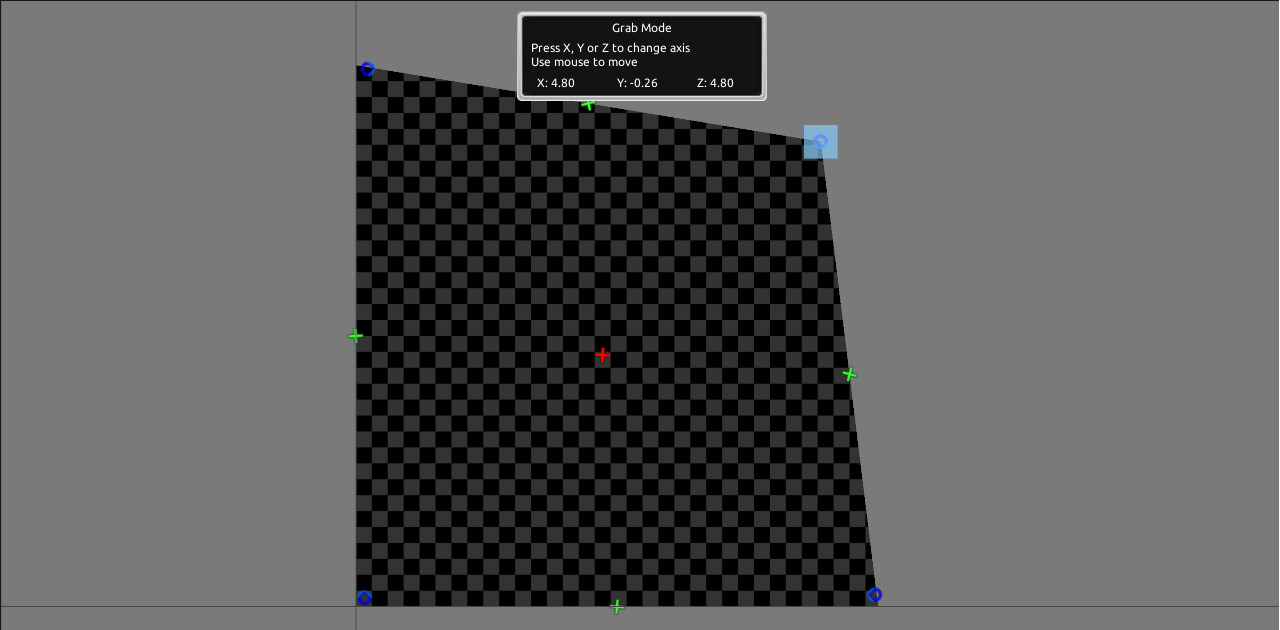 Grab Mode
Press X, Y or Z to change axis
Use mouse to move
X: 4.80 Y: -0.26 Z: 4.80